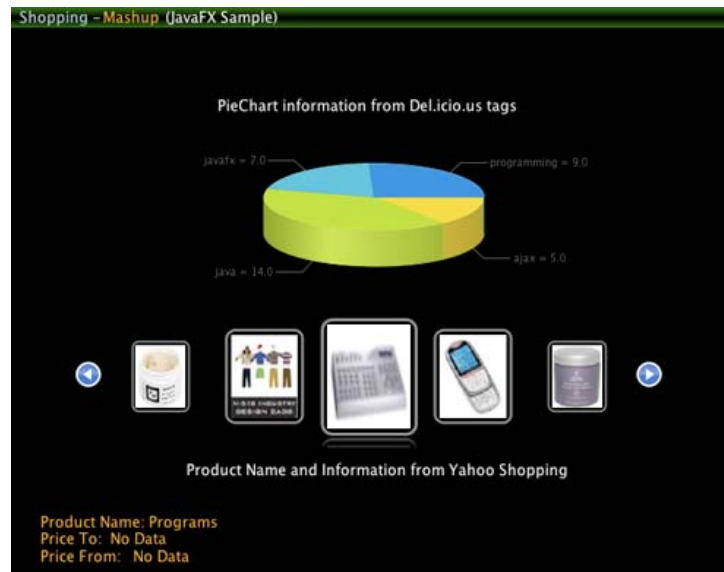 Shopping - Mashup (JavaFX Sample)
PieChart information from Del.icio.us tags
javafx = 7.0
programming = 9.0
java = 14.0
ajax = 5.0
INDUSTRY
DESIGN
Product Name and Information from Yahoo Shopping
Product Name: Programs
Price To: No Data
Price From: No Data